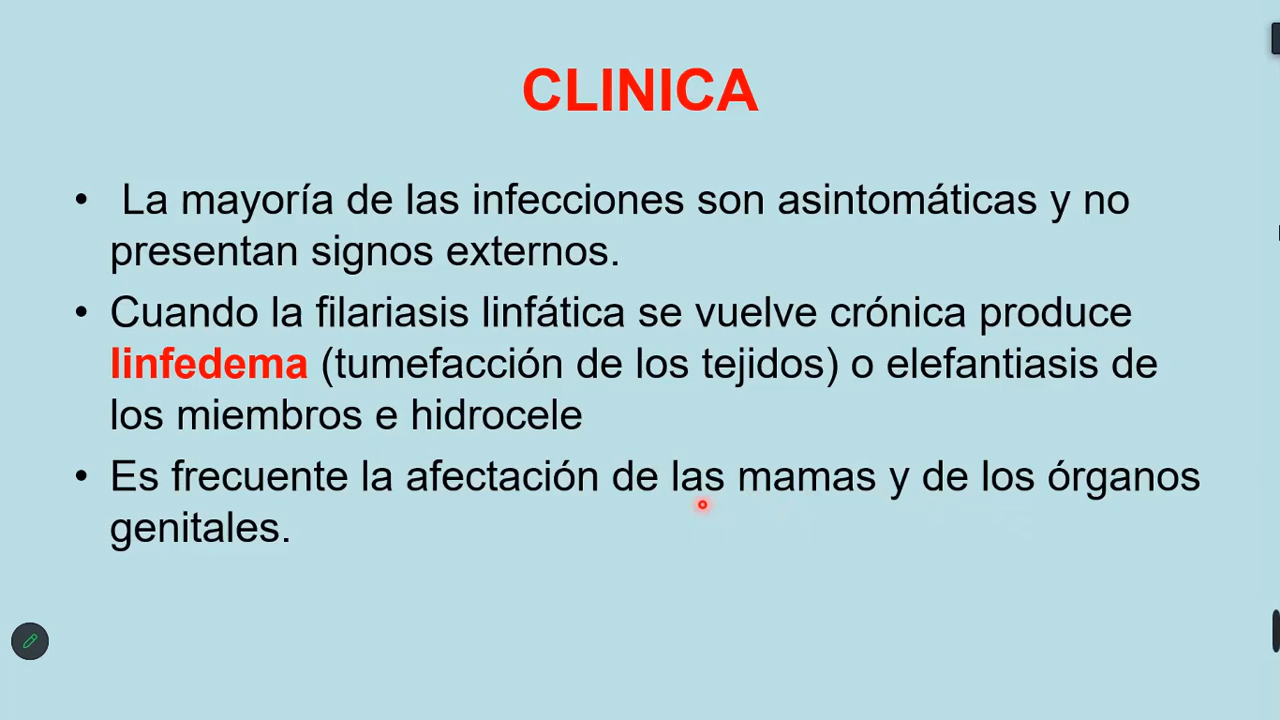 CLINICA
• La mayoría de las infecciones son asintomáticas y no
presentan signos externos.
• Cuando la filariasis linfática se vuelve crónica produce
linfedema (tumefacción de los tejidos) o elefantiasis de
los miembros e hidrocele
• Es frecuente la afectación de las mamas y de los órganos
genitales.